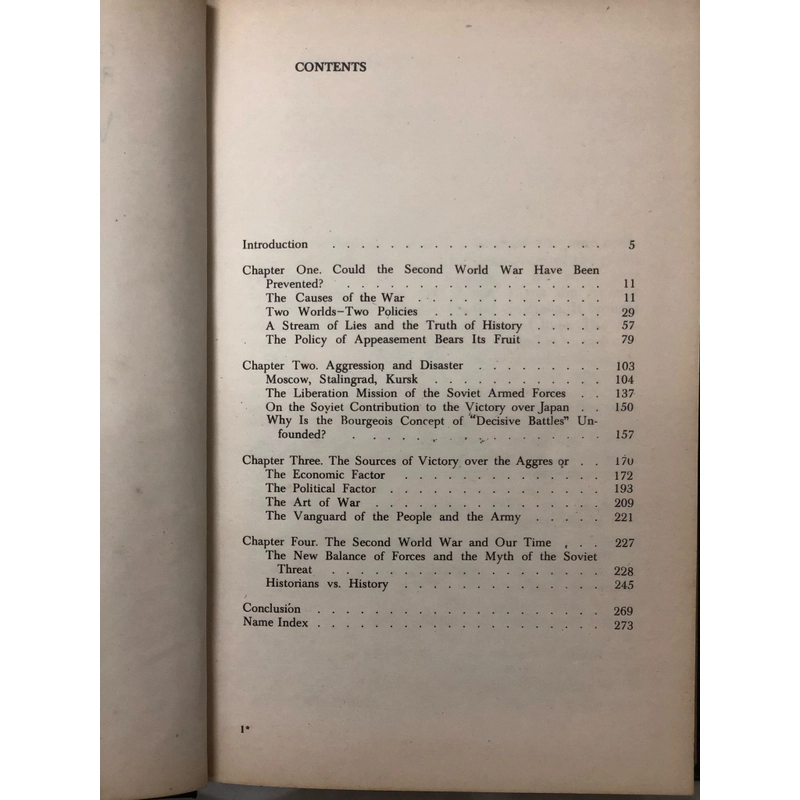 CONTENTS
Introduction . . . . . . . . . . . . . . . . . . . 5
Chapter One. Could the Second World War Have Been
Prevented? . . . . . . . . . . . . . . . . . . 11
The Causes of the War . . . . . . . . . . . . . 11
Two Worlds—Two Policies . . . . . . . . . . . . 29
A Stream of Lies and the Truth of History . . . . . 57
The Policy of Appeasement Bears Its Fruit . . . . . 79
Chapter Two. Aggression and Disaster . . . . . . . . . 103
Moscow, Stalingrad, Kursk . . . . . . . . . . . . 104
The Liberation Mission of the Soviet Armed Forces . . 137
On the Soviet Contribution to the Victory over Japan . . 150
Why Is the Bourgeois Concept of "Decisive Battles" Un-
founded? . . . . . . . . . . . . . . . . . . 157
Chapter Three. The Sources of Victory over the Aggres or . . 170
The Economic Factor . . . . . . . . . . . . . . 172
The Political Factor . . . . . . . . . . . . . . . 193
The Art of War . . . . . . . . . . . . . . . . 209
The Vanguard of the People and the Army . . . . . 221
Chapter Four. The Second World War and Our Time . . . 227
The New Balance of Forces and the Myth of the Soviet
Threat . . . . . . . . . . . . . . . . . . . 228
Historians vs. History . . . . . . . . . . . . . . 245
Conclusion . . . . . . . . . . . . . . . . . . . . 269
Name Index . . . . . . . . . . . . . . . . . . . . 273
1*